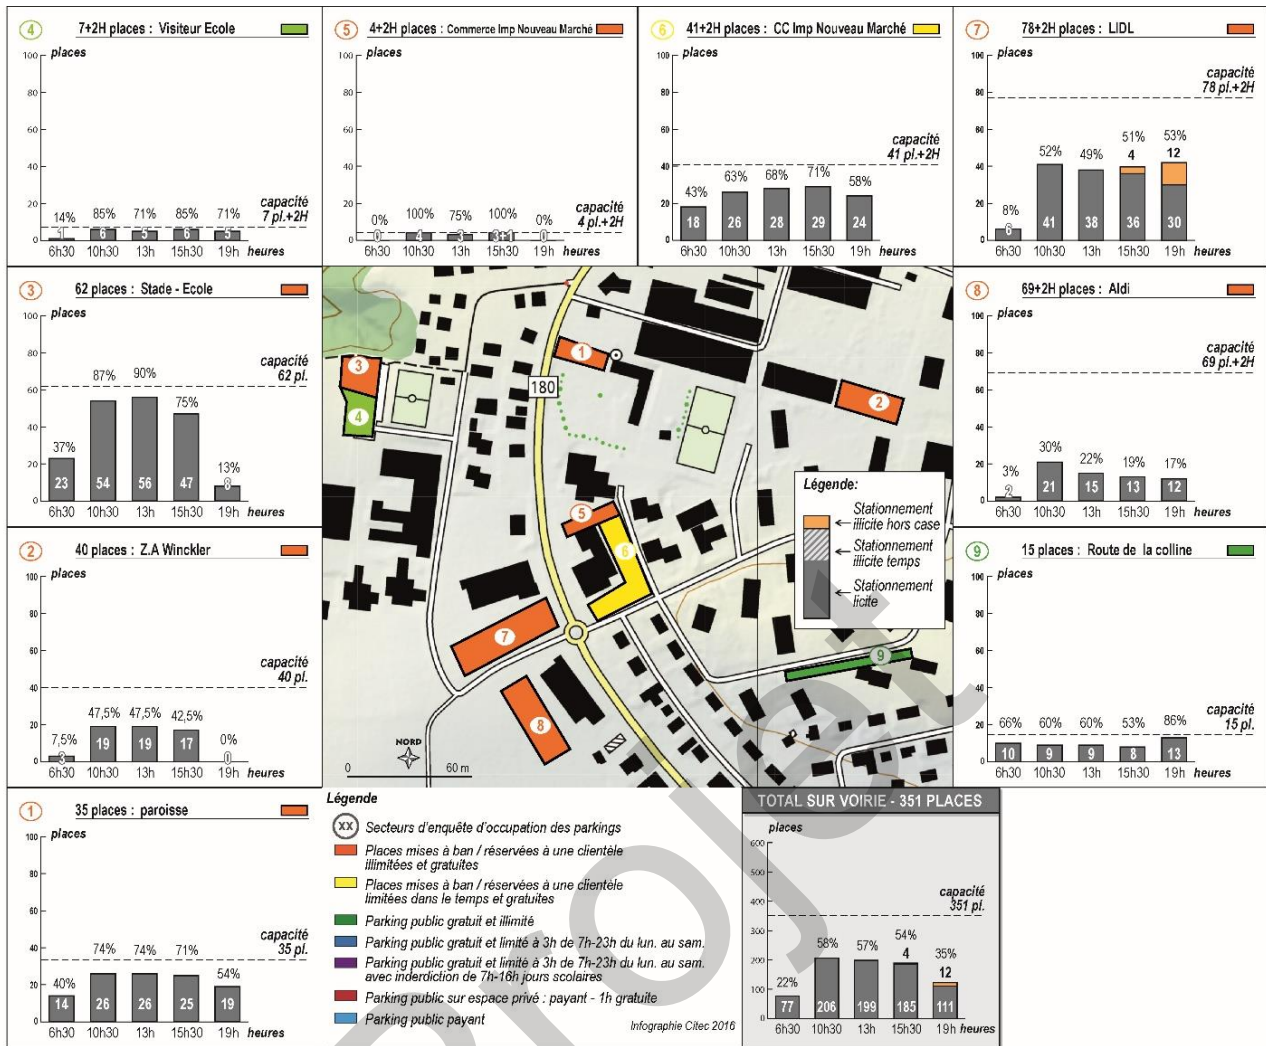 4 7+2H places : Visiteur Ecole
places
100
80
60
40
20
0
capacité
7 pl.+2H
14% 85% 71% 85% 71%
1 6 5 6 5
6h30 10h30 13h 15h30 19h heures
5 4+2H places : Commerce Imp Nouveau Marché
places
100
80
60
40
20
0
capacité
4 pl.+2H
0% 100% 75% 100% 0%
0 4 3 3+1 0
6h30 10h30 13h 15h30 19h heures
6 41+2H places : CC Imp Nouveau Marché
places
100
80
60
40
20
0
capacité
41 pl.+2H
43% 63% 68% 71% 58%
18 26 28 29 24
6h30 10h30 13h 15h30 19h heures
7 78+2H places : LIDL
places
100
80
60
40
20
0
capacité
78 pl.+2H
8% 52% 49% 51% 53%
4 12
6 41 38 36 30
6h30 10h30 13h 15h30 19h heures
3 62 places : Stade - Ecole
places
100
80
60
40
20
0
capacité
62 pl.
37% 87% 90% 75% 13%
23 54 56 47 8
6h30 10h30 13h 15h30 19h
8 69+2H places : Aldi
places
100
80
60
40
20
0
capacité
69 pl.+2H
3% 30% 22% 19% 17%
2 21 15 13 12
6h30 10h30 13h 15h30 19h heures
2 40 places : Z.A Winckler
places
100
80
60
40
20
0
capacité
40 pl.
7,5% 47,5% 47,5% 42,5% 0%
3 19 19 17 0
6h30 10h30 13h 15h30 19h heures
9 15 places : Route de la colline
places
100
80
60
40
20
0
capacité
15 pl.
66% 60% 60% 53% 86%
10 9 9 8 13
6h30 10h30 13h 15h30 19h heures
1 35 places : paroisse
places
100
80
60
40
20
0
capacité
35 pl.
40% 74% 74% 71% 54%
14 26 26 25 19
6h30 10h30 13h 15h30 19h heures
1
3
180
4
2
5
6
7
8
9
Légende:
Stationnement
illicite hors case
Stationnement
illicite temps
Stationnement
licite
NORD
0 60 m
Légende
XX Secteurs d'enquête d'occupation des parkings
Places mises à ban / réservées à une clientèle
illimitées et gratuites
Places mises à ban / réservées à une clientèle
limitées dans le temps et gratuites
Parking public gratuit et illimité
Parking public gratuit et limité à 3h de 7h-23h du lun. au sam.
Parking public gratuit et limité à 3h de 7h-23h du lun. au sam.
avec inderdiction de 7h-16h jours scolaires
Parking public sur espace privé : payant - 1h gratuite
Parking public payant
Infographie Citec 2016
TOTAL SUR VOIRIE - 351 PLACES
places
600
500
400
300
200
100
0
capacité
351 pl.
22% 58% 57% 54% 35%
4 12
77 206 199 185 111
6h30 10h30 13h 15h30 19h heures
Projet